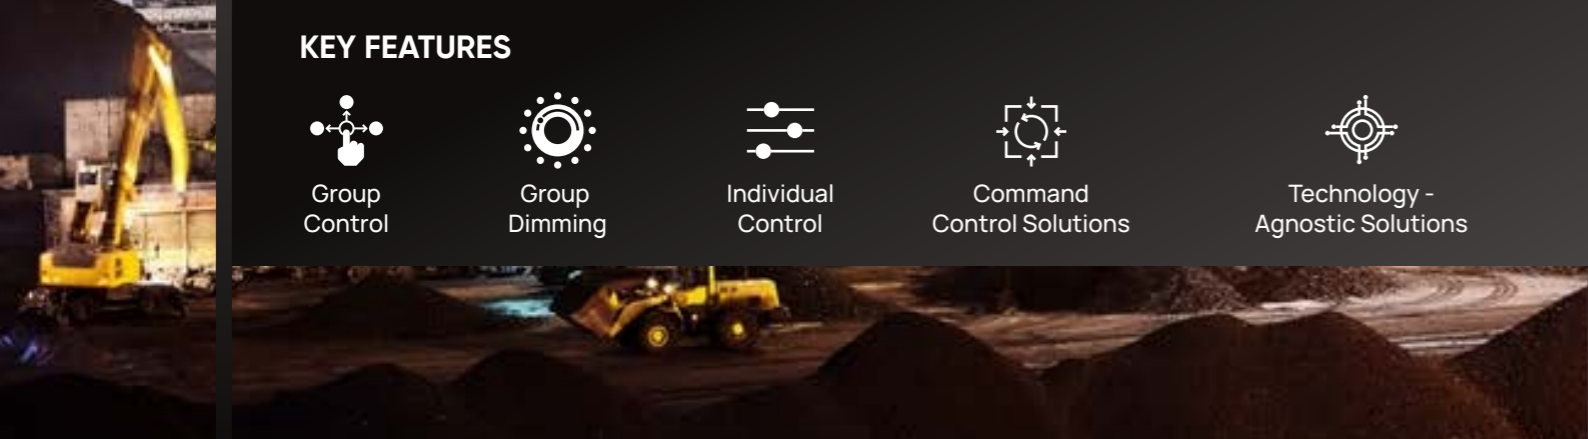 KEY FEATURES
Group
Control
Group
Dimming
Individual
Control
Command
Control Solutions
Technology -
Agnostic Solutions